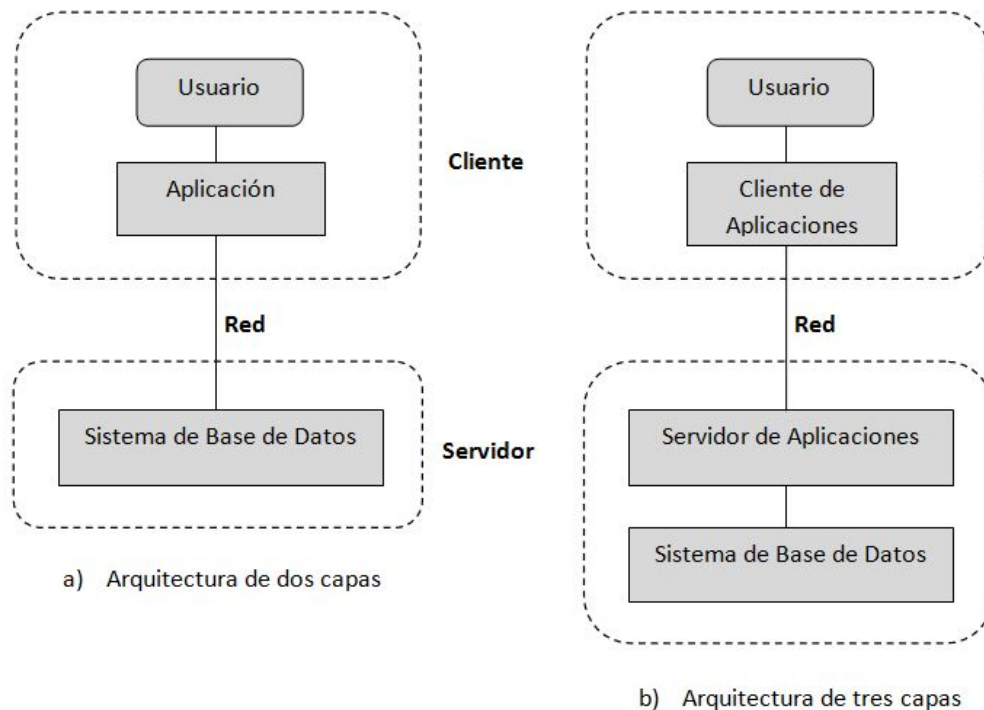 Usuario
Aplicación
Cliente
Usuario
Cliente de
Aplicaciones
Red
Red
Sistema de Base de Datos
Servidor
Servidor de Aplicaciones
Sistema de Base de Datos
a) Arquitectura de dos capas
b) Arquitectura de tres capas